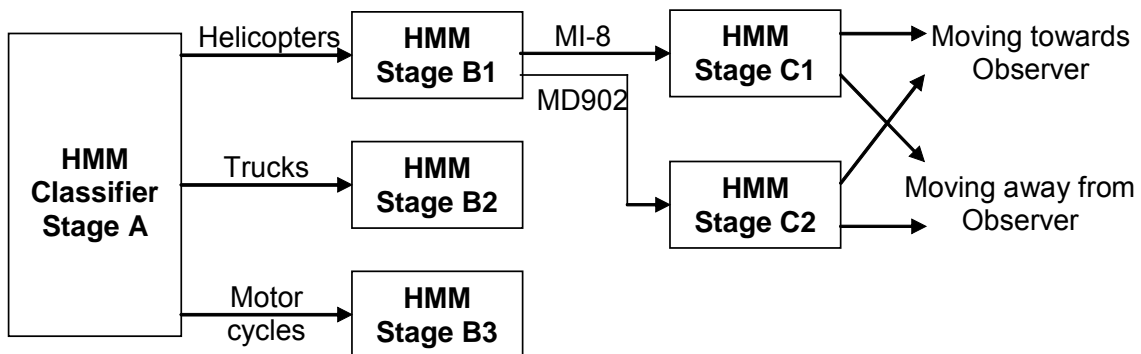 HMM
Classifier
Stage A
Helicopters
HMM
Stage B1
MI-8
MD902
HMM
Stage C1
Moving towards
Observer
Trucks
HMM
Stage B2
HMM
Stage C2
Moving away from
Observer
Motor
cycles
HMM
Stage B3